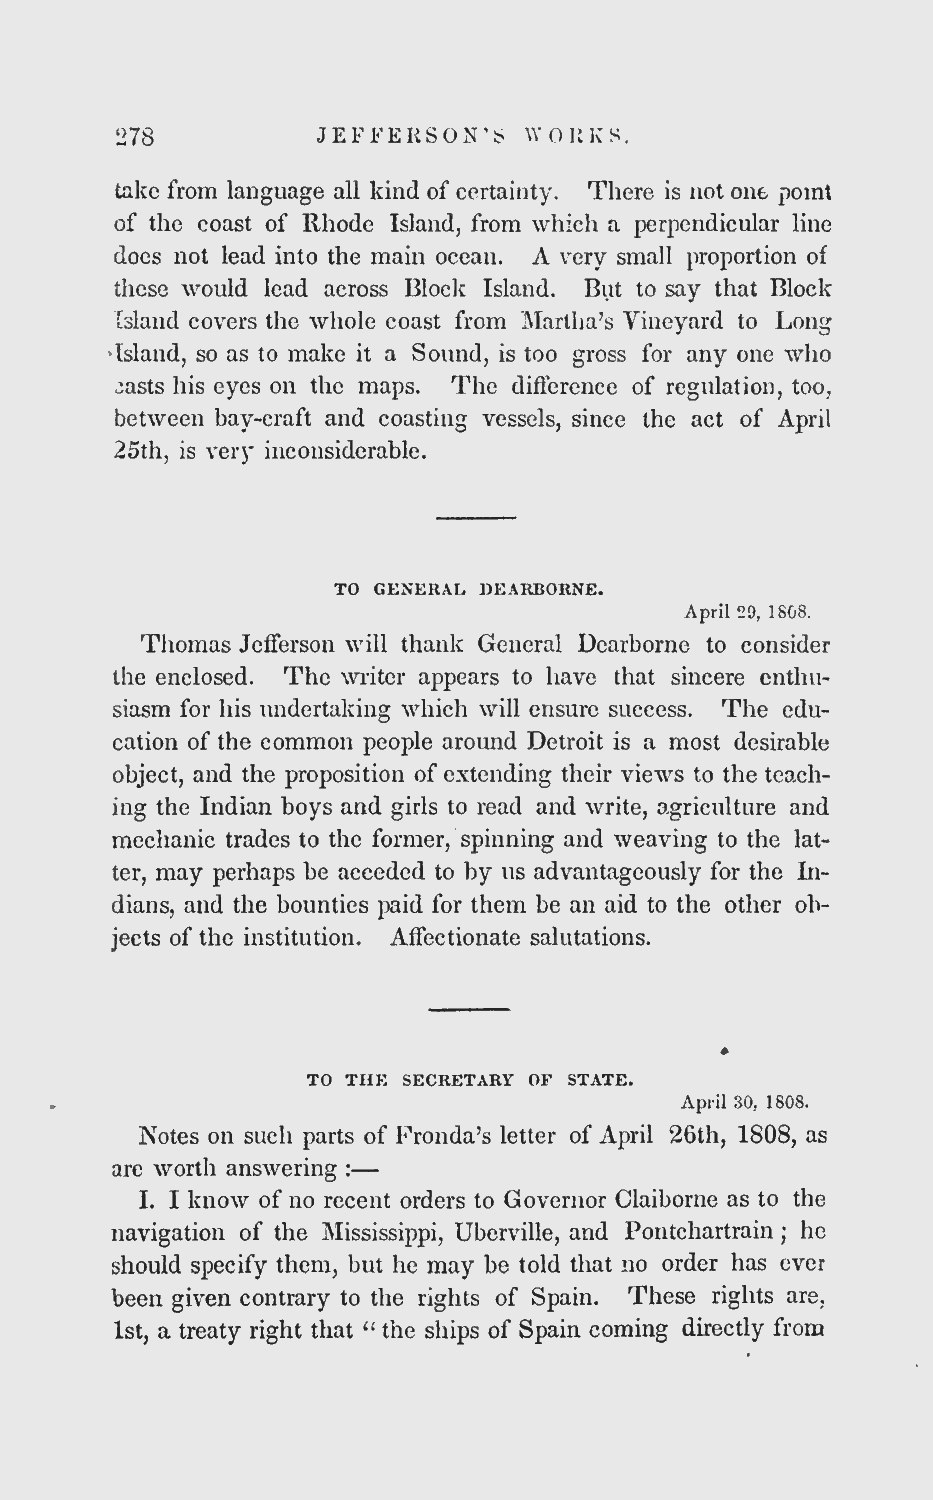 278 JEFFERSON'S WORKS.
take from language all kind of certainty. There is not one point
of the coast of Rhode Island, from which a perpendicular line
does not lead into the main ocean. A very small proportion of
these would lead across Block Island. But to say that Block
Island covers the whole coast from Martha's Vineyard to Long
Island, so as to make it a Sound, is too gross for any one who
casts his eyes on the maps. The difference of regulation, too,
between bay-craft and coasting vessels, since the act of April
25th, is very inconsiderable.
TO GENERAL DEARBORNE.
April 29, 1808.
Thomas Jefferson will thank General Dearborne to consider
the enclosed. The writer appears to have that sincere enthu-
siasm for his undertaking which will ensure success. The edu-
cation of the common people around Detroit is a most desirable
object, and the proposition of extending their views to the teach-
ing the Indian boys and girls to read and write, agriculture and
mechanic trades to the former, spinning and weaving to the lat-
ter, may perhaps be acceded to by us advantageously for the In-
dians, and the bounties paid for them be an aid to the other ob-
jects of the institution. Affectionate salutations.
TO THE SECRETARY OF STATE.
April 30, 1808.
Notes on such parts of Fronda's letter of April 26th, 1808, as
are worth answering :—
I. I know of no recent orders to Governor Claiborne as to the
navigation of the Mississippi, Uberville, and Pontchartrain ; he
should specify them, but he may be told that no order has ever
been given contrary to the rights of Spain. These rights are,
1st, a treaty right that “ the ships of Spain coming directly from